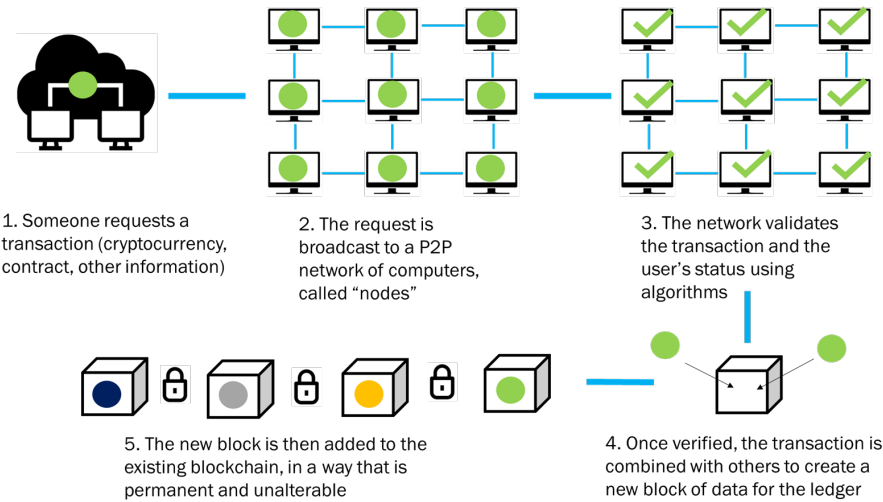 1. Someone requests a
transaction (cryptocurrency,
contract, other information)
2. The request is
broadcast to a P2P
network of computers,
called “nodes”
3. The network validates
the transaction and the
user’s status using
algorithms
4. Once verified, the transaction is
combined with others to create a
new block of data for the ledger
5. The new block is then added to the
existing blockchain, in a way that is
permanent and unalterable